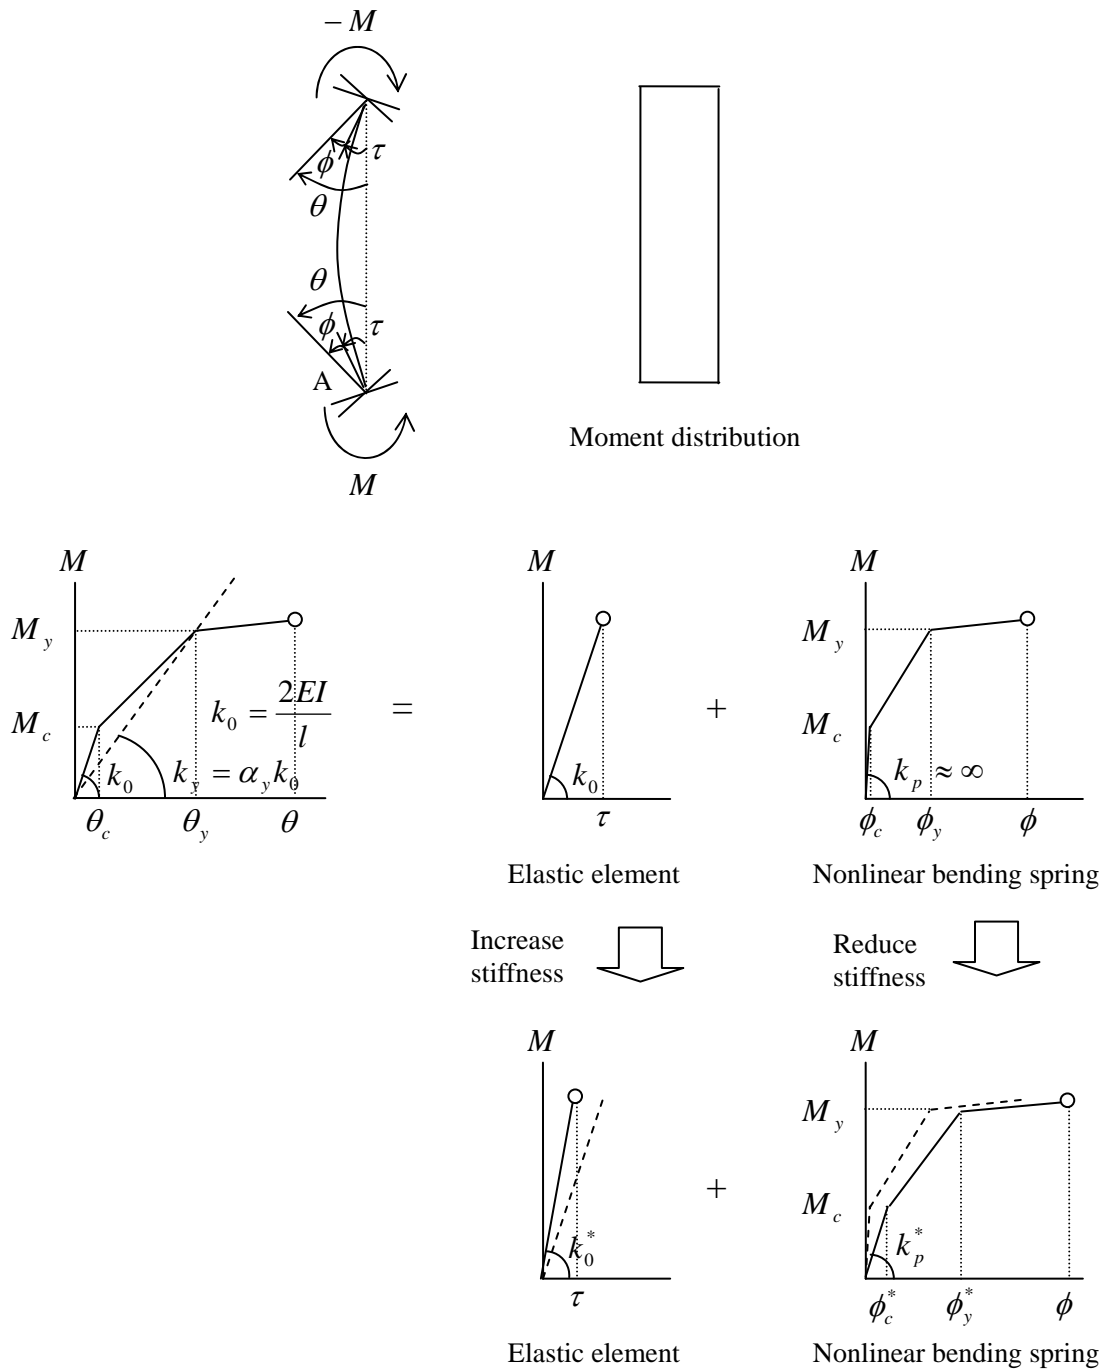 − M
ϕ τ
θ
θ
ϕ τ
A
M
Moment distribution
M M M
M_y M_y
k_0 = \frac{2EI}{l} = +
M_c M_c
k_0 k_y = α_y k_0 k_0 k_p ≈ ∞
θ_c θ_y θ τ ϕ_c ϕ_y ϕ
Elastic element Nonlinear bending spring
Increase Reduce
stiffness stiffness
M M
M_y
+
M_c
k_0^* k_p^*
τ ϕ_c^* ϕ_y^* ϕ
Elastic element Nonlinear bending spring